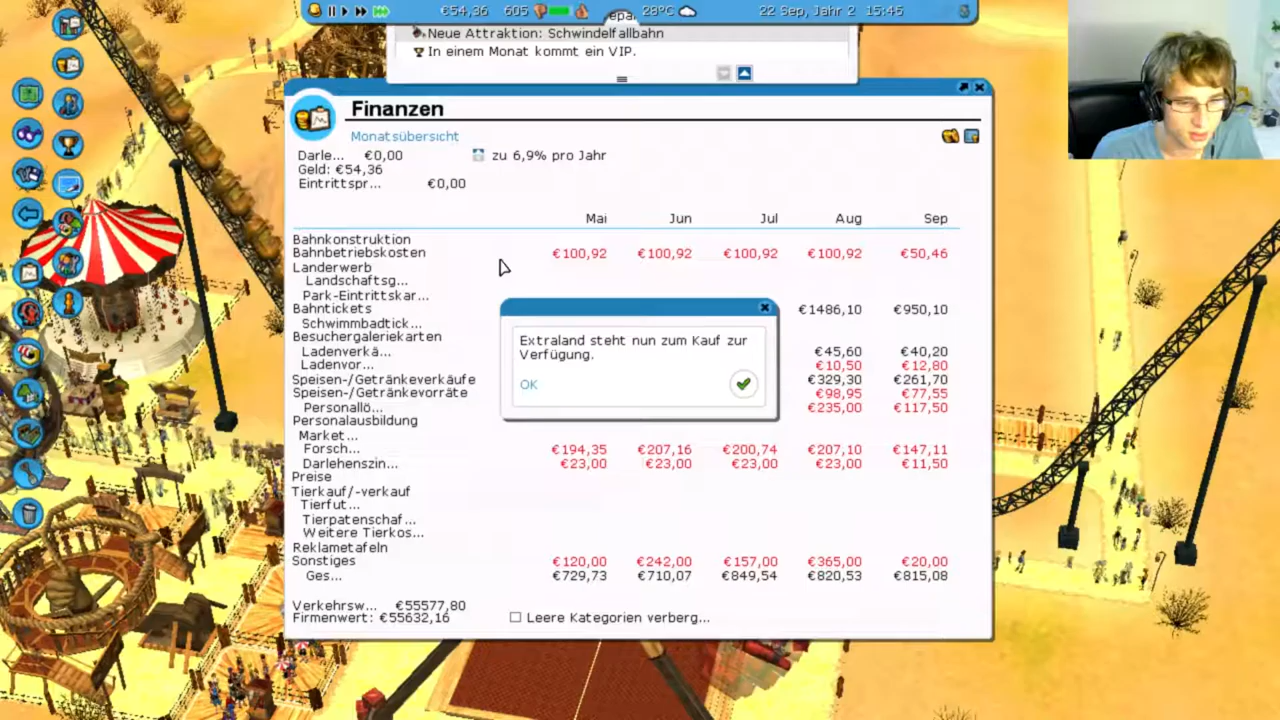 €54,36 605 28°C 22 Sep, Jahr 2 15:45
Neue Attraktion: Schwindelfallbahn
In einem Monat kommt ein VIP.
Finanzen
Monatsübersicht
Darle... €0,00 zu 6,9% pro Jahr
Geld: €54,36
Eintrittspr... €0,00
Mai Jun Jul Aug Sep
Bahnkonstruktion
Bahnbetriebskosten €100,92 €100,92 €100,92 €100,92 €50,46
Landerwerb
Landschaftsg...
Park-Eintrittskar...
Bahntickets €1486,10 €950,10
Schwimmbadtick...
Besuchergaleriekarten
Ladenverkä... €45,60 €40,20
Ladenvor... €10,50 €12,80
Speisen-/Getränkeverkäufe €329,30 €261,70
Speisen-/Getränkevorräte €98,95 €77,55
Personallö... €235,00 €117,50
Personalausbildung
Market...
Forsch... €194,35 €207,16 €200,74 €207,10 €147,11
Darlehenszin... €23,00 €23,00 €23,00 €23,00 €11,50
Preise
Tierkauf/-verkauf
Tierfut...
Tierpatenschaf...
Weitere Tierkos...
Reklametafeln
Sonstiges €120,00 €242,00 €157,00 €365,00 €20,00
Ges... €729,73 €710,07 €849,54 €820,53 €815,08
Verkehrsw... €55577,80
Firmenwert: €55632,16
Leere Kategorien verberg...
Extraland steht nun zum Kauf zur
Verfügung.
OK